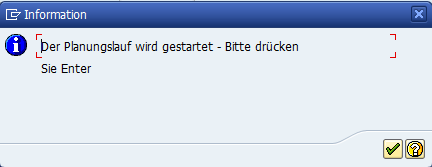 Information
Der Planungslauf wird gestartet - Bitte drücken
Sie Enter